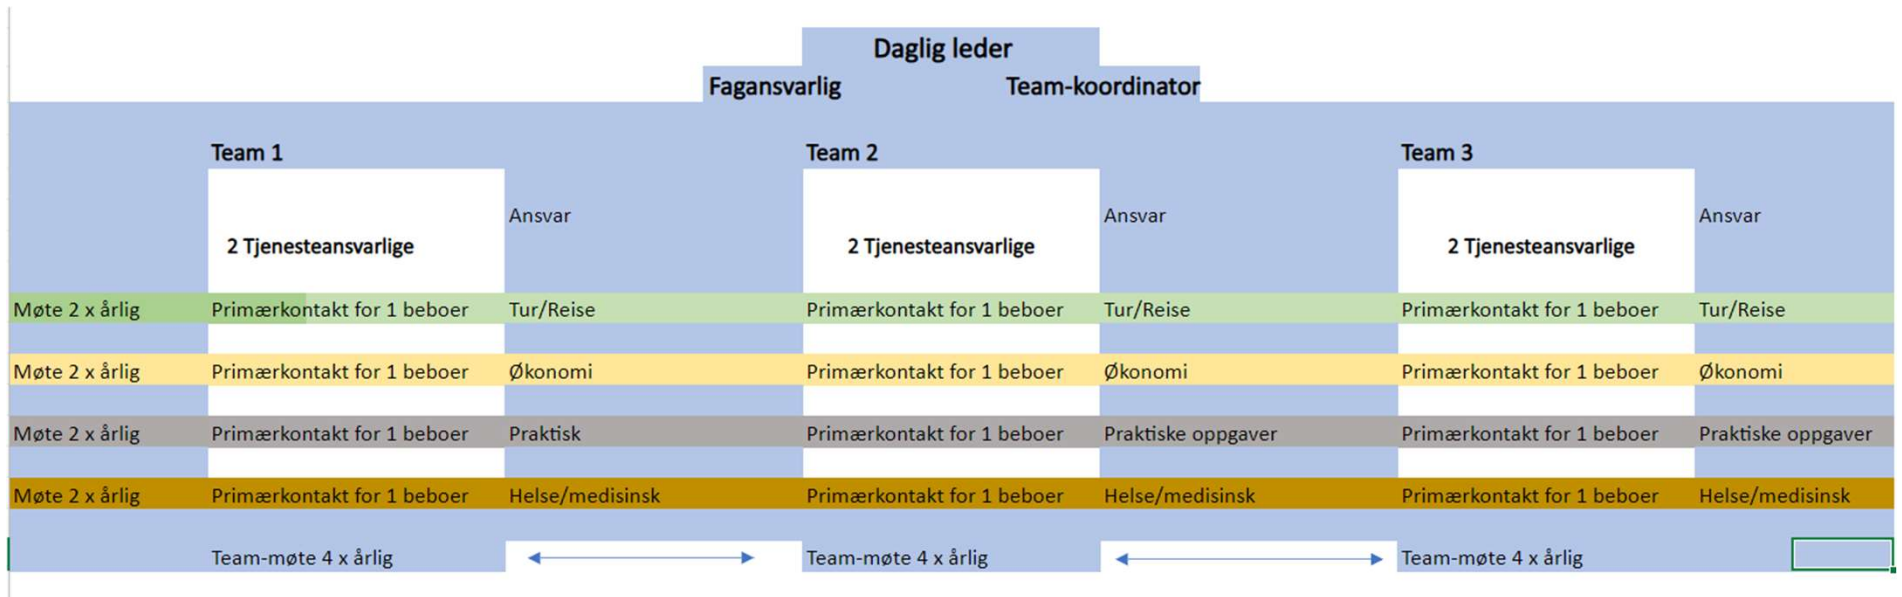 Daglig leder
Fagansvarlig Team-koordinator
Team 1 Team 2 Team 3
Ansvar Ansvar Ansvar
2 Tjenesteansvarlige 2 Tjenesteansvarlige 2 Tjenesteansvarlige
Møte 2 x årlig Primærkontakt for 1 beboer Tur/Reise Primærkontakt for 1 beboer Tur/Reise Primærkontakt for 1 beboer Tur/Reise
Møte 2 x årlig Primærkontakt for 1 beboer Økonomi Primærkontakt for 1 beboer Økonomi Primærkontakt for 1 beboer Økonomi
Møte 2 x årlig Primærkontakt for 1 beboer Praktisk Primærkontakt for 1 beboer Praktiske oppgaver Primærkontakt for 1 beboer Praktiske oppgaver
Møte 2 x årlig Primærkontakt for 1 beboer Helse/medisinsk Primærkontakt for 1 beboer Helse/medisinsk Primærkontakt for 1 beboer Helse/medisinsk
Team-møte 4 x årlig Team-møte 4 x årlig Team-møte 4 x årlig